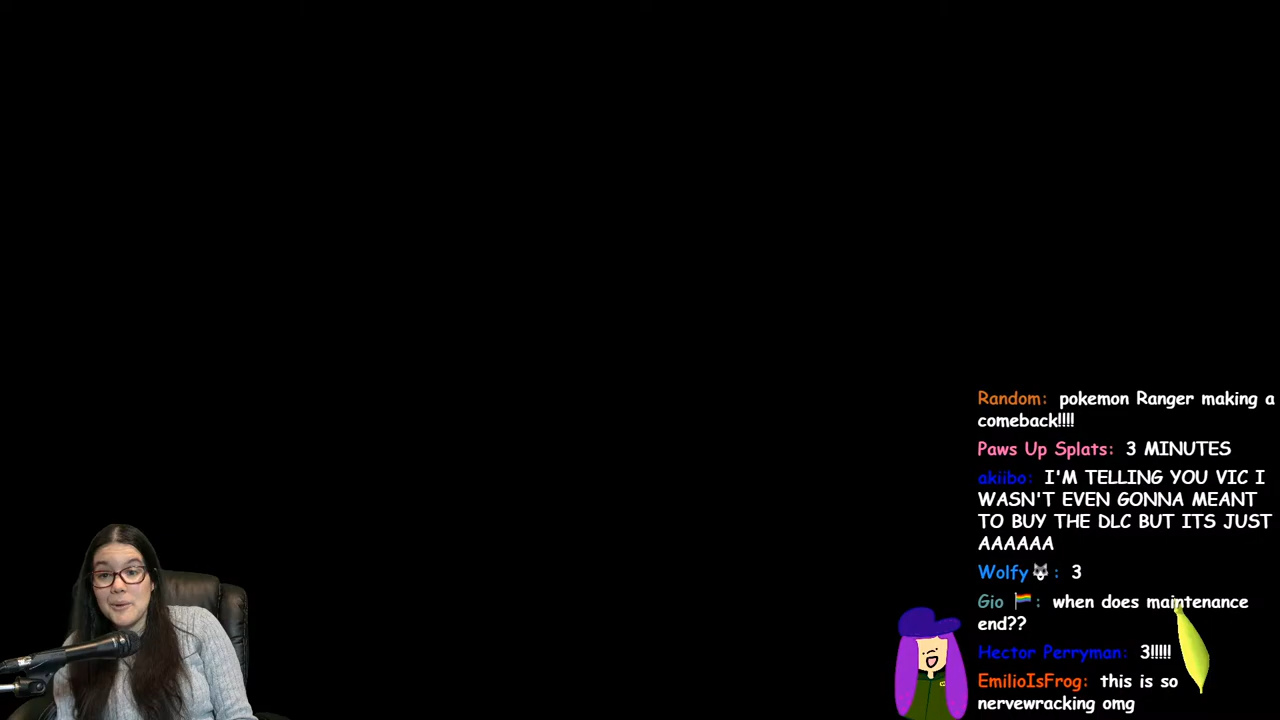 Random: pokemon Ranger making a
comeback!!!!
Paws Up Splats: 3 MINUTES
akiibo: I'M TELLING YOU VIC I
WASN'T EVEN GONNA MEANT
TO BUY THE DLC BUT ITS JUST
AAAAAA
Wolfy🐺: 3
Gio 🏳️‍🌈: when does maintenance
end??
Hector Perryman: 3!!!!!
EmilioIsFrog: this is so
nervewracking omg